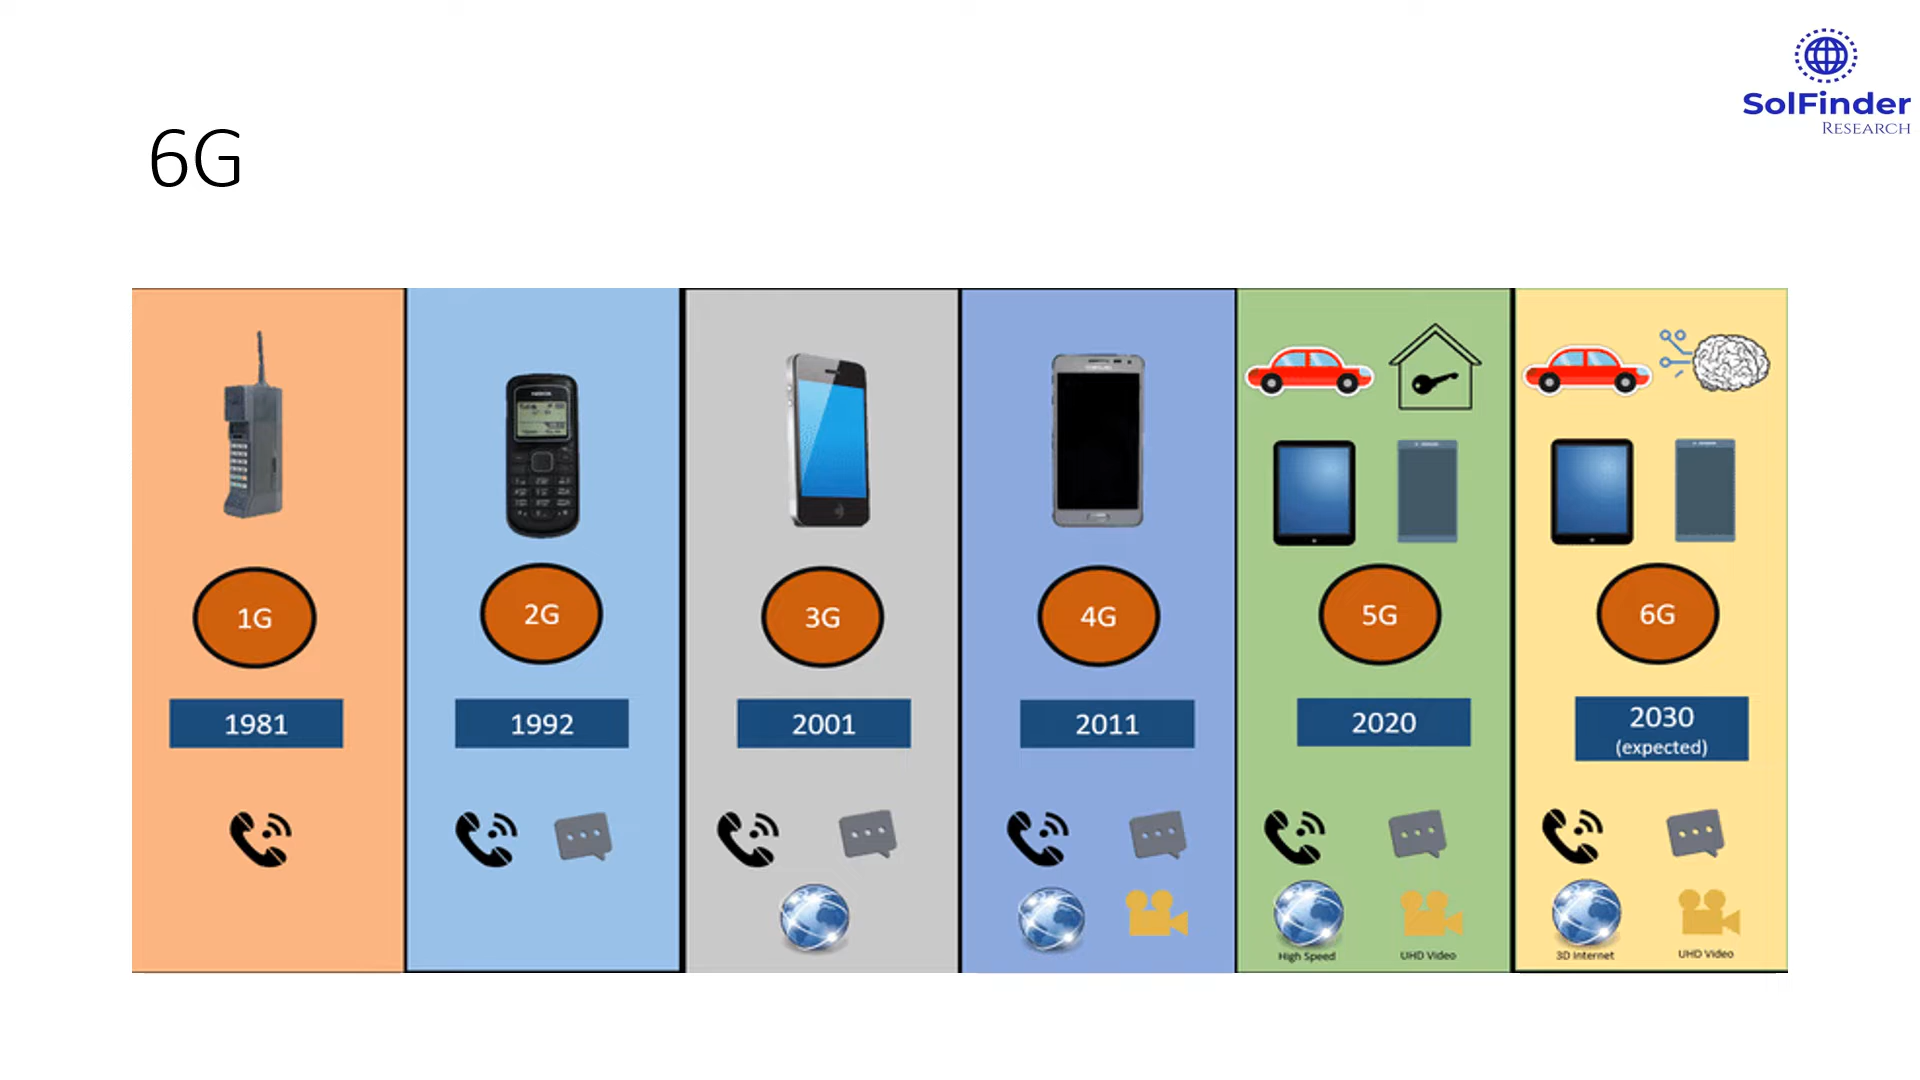 SolFinder
RESEARCH
6G
1G
2G
3G
4G
5G
6G
1981
1992
2001
2011
2020
2030
(expected)
High Speed
UHD Video
3D Internet
UHD Video